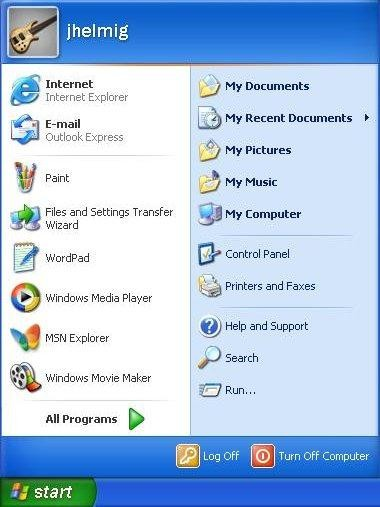 jhelmig
Internet
Internet Explorer
E-mail
Outlook Express
Paint
Files and Settings Transfer
Wizard
WordPad
Windows Media Player
MSN Explorer
Windows Movie Maker
All Programs
My Documents
My Recent Documents
My Pictures
My Music
My Computer
Control Panel
Printers and Faxes
Help and Support
Search
Run...
Log Off
Turn Off Computer
start